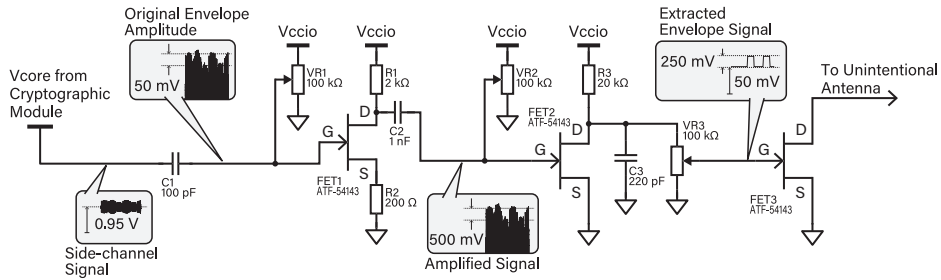 Original Envelope
Amplitude
50 mV
Vcore from
Cryptographic
Module
0.95 V
Side-channel
Signal
C1
100 pF
Vccio
VR1
100 kΩ
Vccio
R1
2 kΩ
D
G
S
FET1
ATF-54143
R2
200 Ω
C2
1 nF
500 mV
Amplified Signal
Vccio
VR2
100 kΩ
Vccio
R3
20 kΩ
FET2
ATF-54143
D
G
S
C3
220 pF
VR3
100 kΩ
Extracted
Envelope Signal
250 mV
50 mV
To Unintentional
Antenna
D
G
S
FET3
ATF-54143